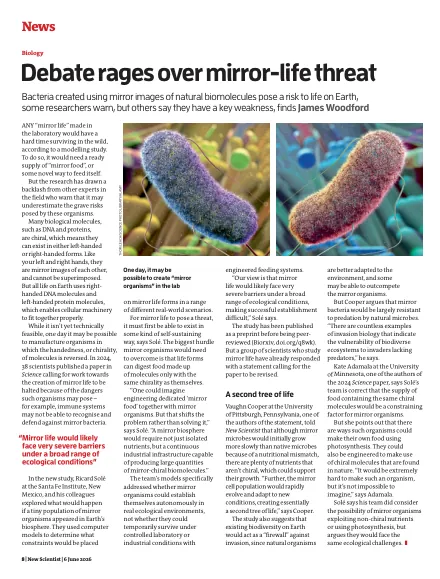 News
Biology
Debate rages over mirror-life threat
Bacteria created using mirror images of natural biomolecules pose a risk to life on Earth,
some researchers warn, but others say they have a key weakness, finds James Woodford
ANY "mirror life" made in
the laboratory would have a
hard time surviving in the wild,
according to a modelling study.
To do so, it would need a ready
supply of "mirror food", or
some novel way to feed itself.
But the research has drawn a
backlash from other experts in
the field who warn that it may
underestimate the grave risks
posed by these organisms.
Many biological molecules,
such as DNA and proteins,
are chiral, which means they
can exist in either left-handed
or right-handed forms. Like
your left and right hands, they
are mirror images of each other,
and cannot be superimposed.
But all life on Earth uses right-
handed DNA molecules and
left-handed protein molecules,
which enables cellular machinery
to fit together properly.
While it isn't yet technically
feasible, one day it may be possible
to manufacture organisms in
which the handedness, or chirality,
of molecules is reversed. In 2024,
38 scientists published a paper in
Science calling for work towards
the creation of mirror life to be
halted because of the dangers
such organisms may pose –
for example, immune systems
may not be able to recognise and
defend against mirror bacteria.
"Mirror life would likely
face very severe barriers
under a broad range of
ecological conditions"
In the new study, Ricard Solé
at the Santa Fe Institute, New
Mexico, and his colleagues
explored what would happen
if a tiny population of mirror
organisms appeared in Earth's
biosphere. They used computer
models to determine what
constraints would be placed
One day, it may be
possible to create "mirror
organisms" in the lab
on mirror life forms in a range
of different real-world scenarios.
For mirror life to pose a threat,
it must first be able to exist in
some kind of self-sustaining
way, says Solé. The biggest hurdle
mirror organisms would need
to overcome is that life forms
can digest food made up
of molecules only with the
same chirality as themselves.
"One could imagine
engineering dedicated 'mirror
food' together with mirror
organisms. But that shifts the
problem rather than solving it,"
says Solé. "A mirror biosphere
would require not just isolated
nutrients, but a continuous
industrial infrastructure capable
of producing large quantities
of mirror-chiral biomolecules."
The team's models specifically
addressed whether mirror
organisms could establish
themselves autonomously in
real ecological environments,
not whether they could
temporarily survive under
controlled laboratory or
industrial conditions with
engineered feeding systems.
"Our view is that mirror
life would likely face very
severe barriers under a broad
range of ecological conditions,
making successful establishment
difficult," Solé says.
The study has been published
as a preprint before being peer-
reviewed (Biorxiv, doi.org/q8wk).
But a group of scientists who study
mirror life have already responded
with a statement calling for the
paper to be revised.
A second tree of life
Vaughn Cooper at the University
of Pittsburgh, Pennsylvania, one
of the authors of the statement, told
New Scientist that although mirror
microbes would initially grow
more slowly than native microbes
because of a nutritional mismatch,
there are plenty of nutrients that
aren't chiral, which could support
their growth. "Further, the mirror
cell population would rapidly
evolve and adapt to new
conditions, creating essentially
a second tree of life," says Cooper.
The study also suggests that
existing biodiversity on Earth
would act as a "firewall" against
invasion, since natural organisms
are better adapted to the
environment, and some
may be able to outcompete
the mirror organisms.
But Cooper argues that mirror
bacteria would be largely resistant
to predation by natural microbes.
"There are countless examples
of invasion biology that indicate
the vulnerability of biodiverse
ecosystems to invaders lacking
predators," he says.
Kate Adamala at the University
of Minnesota, one of the authors of
the 2024 Science paper, says Solé's
team is correct that the supply of
food containing the same chiral
molecules would be a constraining
factor for mirror organisms.
But she points out that there
are ways such organisms could
make their own food using
photosynthesis. They could
also be engineered to make use
of chiral molecules that are found
in nature. "It would be extremely
hard to make such an organism,
but it's not impossible to
imagine," says Adamala.
Solé says his team did consider
the possibility of mirror organisms
exploiting non-chiral nutrients
or using photosynthesis, but
argues they would face the
same ecological challenges.
8 | New Scientist | 6 June 2026